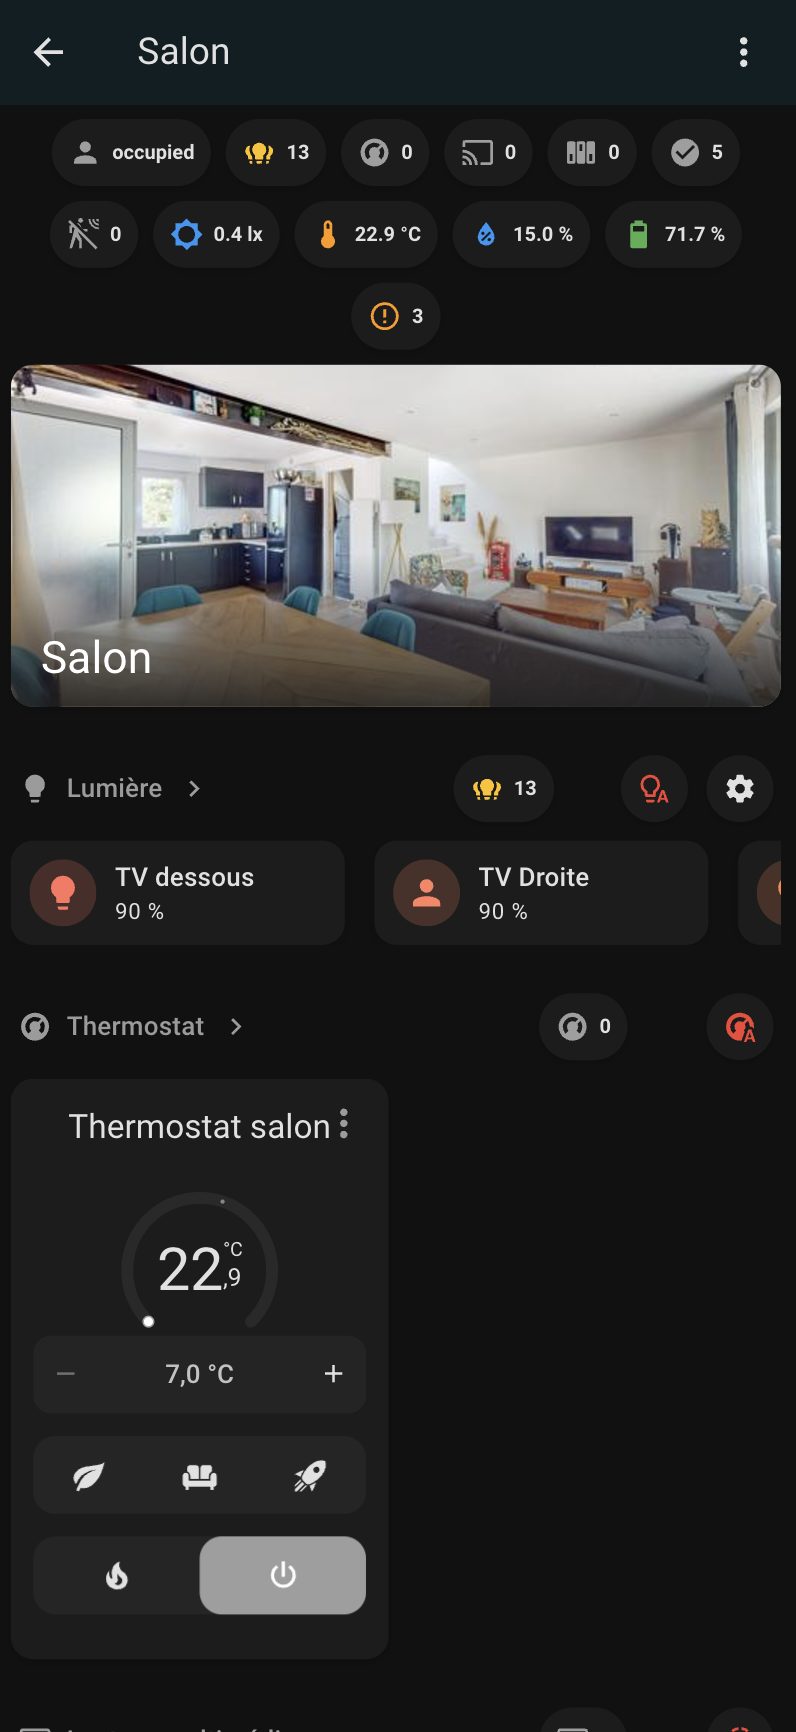 Salon
occupied 13 0 0 0 5
0 0.4 lx 22.9 °C 15.0 % 71.7 %
3
Salon
Lumière 13
TV dessous TV Droite
90 % 90 %
Thermostat 0
Thermostat salon
22,9 °C
7,0 °C